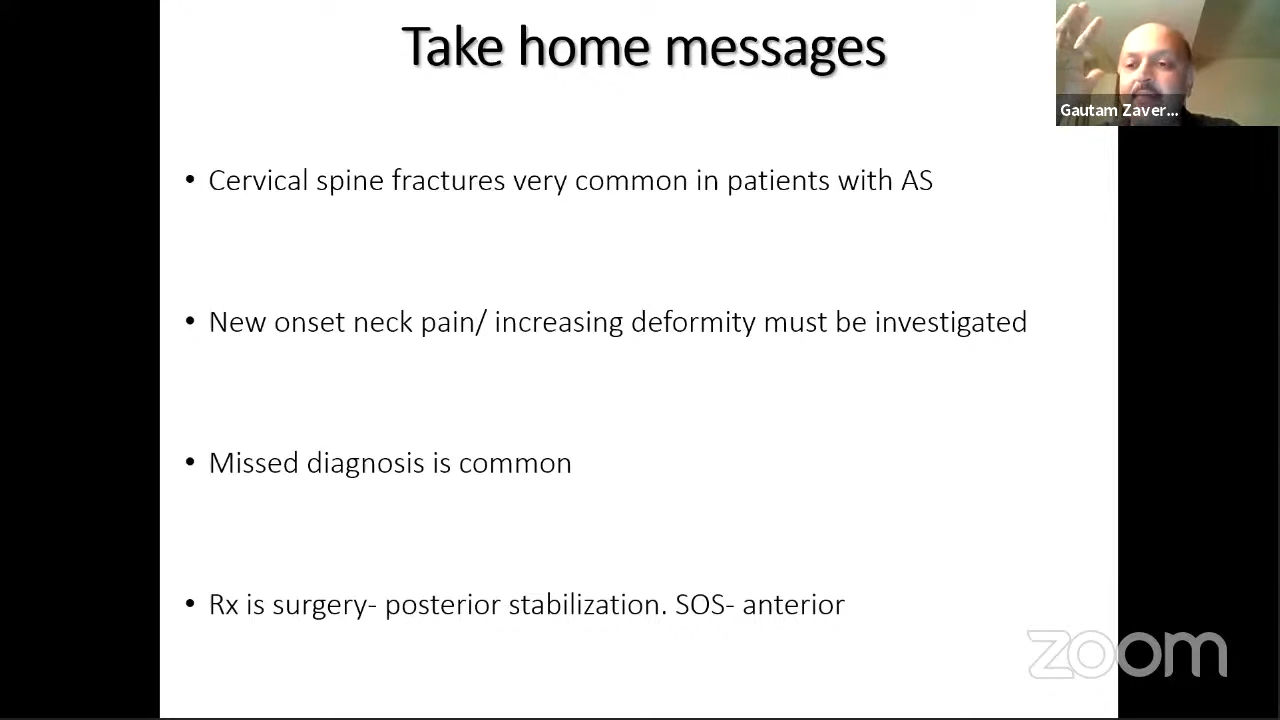 Take home messages
Gautam Zaver...
• Cervical spine fractures very common in patients with AS
• New onset neck pain/ increasing deformity must be investigated
• Missed diagnosis is common
• Rx is surgery- posterior stabilization. SOS- anterior
zoom